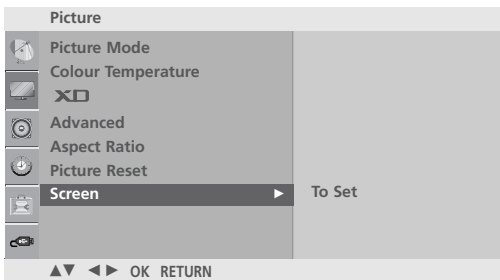 Picture
Picture Mode
Colour Temperature
XD
Advanced
Aspect Ratio
Picture Reset
Screen ► To Set
▲▼ ◄► OK RETURN